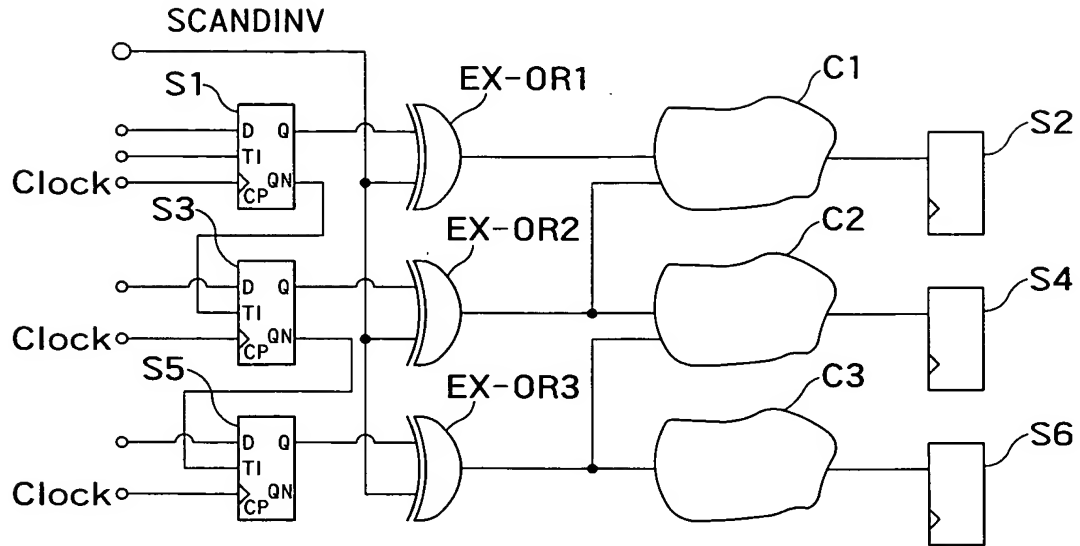 SCANDINV
S1
EX-OR1
C1
S2
D Q
TI
Clock
CP QN
S3
EX-OR2
C2
S4
D Q
TI
Clock
CP QN
S5
EX-OR3
C3
S6
D Q
TI
Clock
CP QN